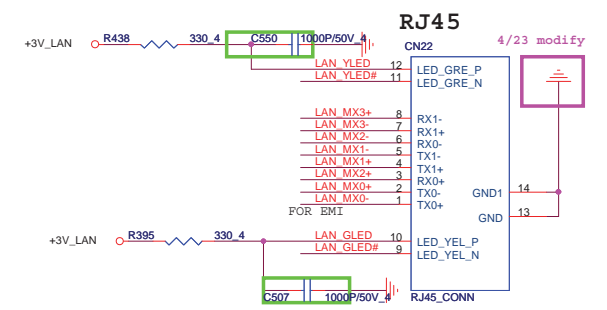 RJ45
R438 330_4 C550 1000P/50V_4 CN22 4/23 modify
+3V_LAN
LAN_YLED 12 LED_GRE_P
LAN_YLED# 11 LED_GRE_N
LAN_MX3+ 8 RX1-
LAN_MX3- 7 RX1+
LAN_MX2- 6 RX0-
LAN_MX1- 5 TX1-
LAN_MX1+ 4 TX1+
LAN_MX2+ 3 RX0+
LAN_MX0+ 2 TX0- GND1 14
LAN_MX0- 1 TX0+
FOR EMI GND 13
R395 330_4
+3V_LAN LAN_GLED 10 LED_YEL_P
LAN_GLED# 9 LED_YEL_N
C507 1000P/50V_4 RJ45_CONN